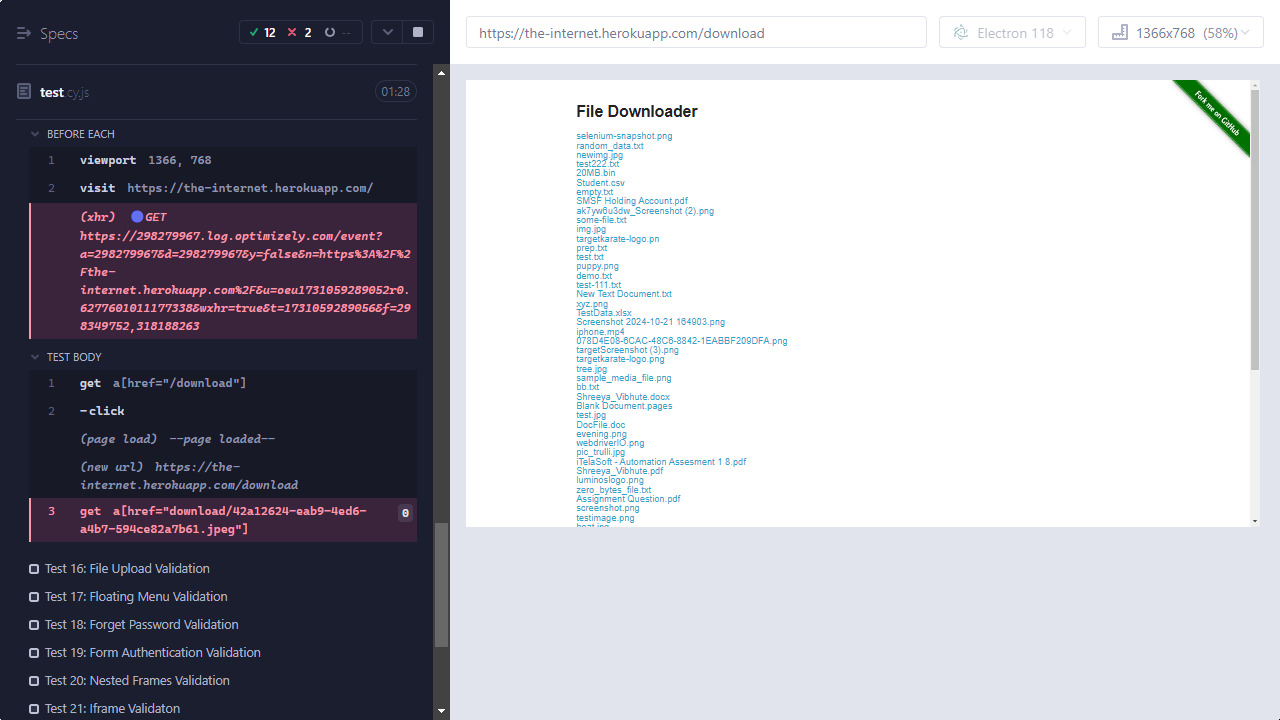 Specs
12 2 --
https://the-internet.herokuapp.com/download
Electron 118
1366x768 (58%)
test.cy.js 01:28
BEFORE EACH
1 viewport 1366, 768
2 visit https://the-internet.herokuapp.com/
(xhr) GET
https://298279967.log.optimizely.com/event?
a=298279967&d=298279967&y=false&n=https%3A%2F%2
Fthe-
internet.herokuapp.com%2F&u=oeu1731059289052r0.
6277601011177338&wxhr=true&t=1731059289056&f=29
8349752,318188263
TEST BODY
1 get a[href="/download"]
2 -click
(page load) --page loaded--
(new url) https://the-
internet.herokuapp.com/download
3 get a[href="download/42a12624-eab9-4ed6- 0
a4b7-594ce82a7b61.jpeg"]
Test 16: File Upload Validation
Test 17: Floating Menu Validation
Test 18: Forget Password Validation
Test 19: Form Authentication Validation
Test 20: Nested Frames Validation
Test 21: Iframe Validaton
Fork me on GitHub
File Downloader
selenium-snapshot.png
random_data.txt
newimg.jpg
test222.txt
20MB.bin
Student.csv
empty.txt
SMSF Holding Account.pdf
ak7yw6u3dw_Screenshot (2).png
some-file.txt
img.jpg
targetkarate-logo.pn
prep.txt
test.txt
puppy.png
demo.txt
test-111.txt
New Text Document.txt
xyz.png
TestData.xlsx
Screenshot 2024-10-21 164903.png
iphone.mp4
078D4E08-6CAC-48C6-8842-1EABBF209DFA.png
targetScreenshot (3).png
targetkarate-logo.png
tree.jpg
sample_media_file.png
bb.txt
Shreeya_Vibhute.docx
Blank Document.pages
test.jpg
DocFile.doc
evening.png
webdriverIO.png
pic_trulli.jpg
iTelaSoft - Automation Assesment 1 8.pdf
Shreeya_Vibhute.pdf
luminoslogo.png
zero_bytes_file.txt
Assignment Question.pdf
screenshot.png
testimage.png